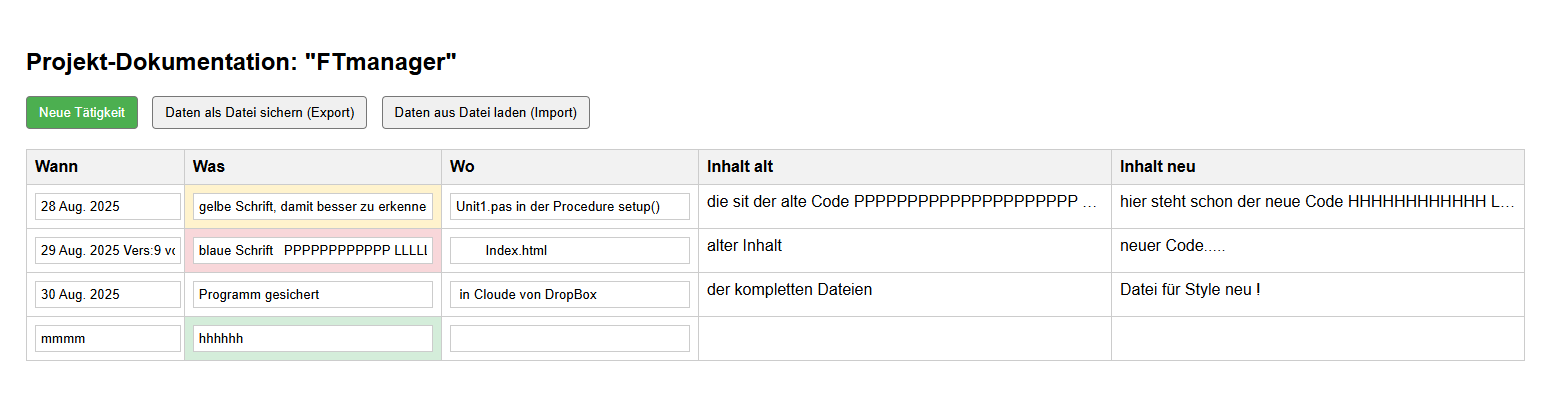 Projekt-Dokumentation: "FTmanager"
Neue Tätigkeit Daten als Datei sichern (Export) Daten aus Datei laden (Import)
Wann Was Wo Inhalt alt Inhalt neu
28 Aug. 2025 gelbe Schrift, damit besser zu erkenne Unit1.pas in der Procedure setup() die sit der alte Code PPPPPPPPPPPPPPPPPPPPP ... hier steht schon der neue Code HHHHHHHHHHHH L...
29 Aug. 2025 Vers:9 vo blaue Schrift PPPPPPPPPPPP LLLLL Index.html alter Inhalt neuer Code.....
30 Aug. 2025 Programm gesichert in Cloude von DropBox der kompletten Dateien Datei für Style neu !
mmmm hhhhhh